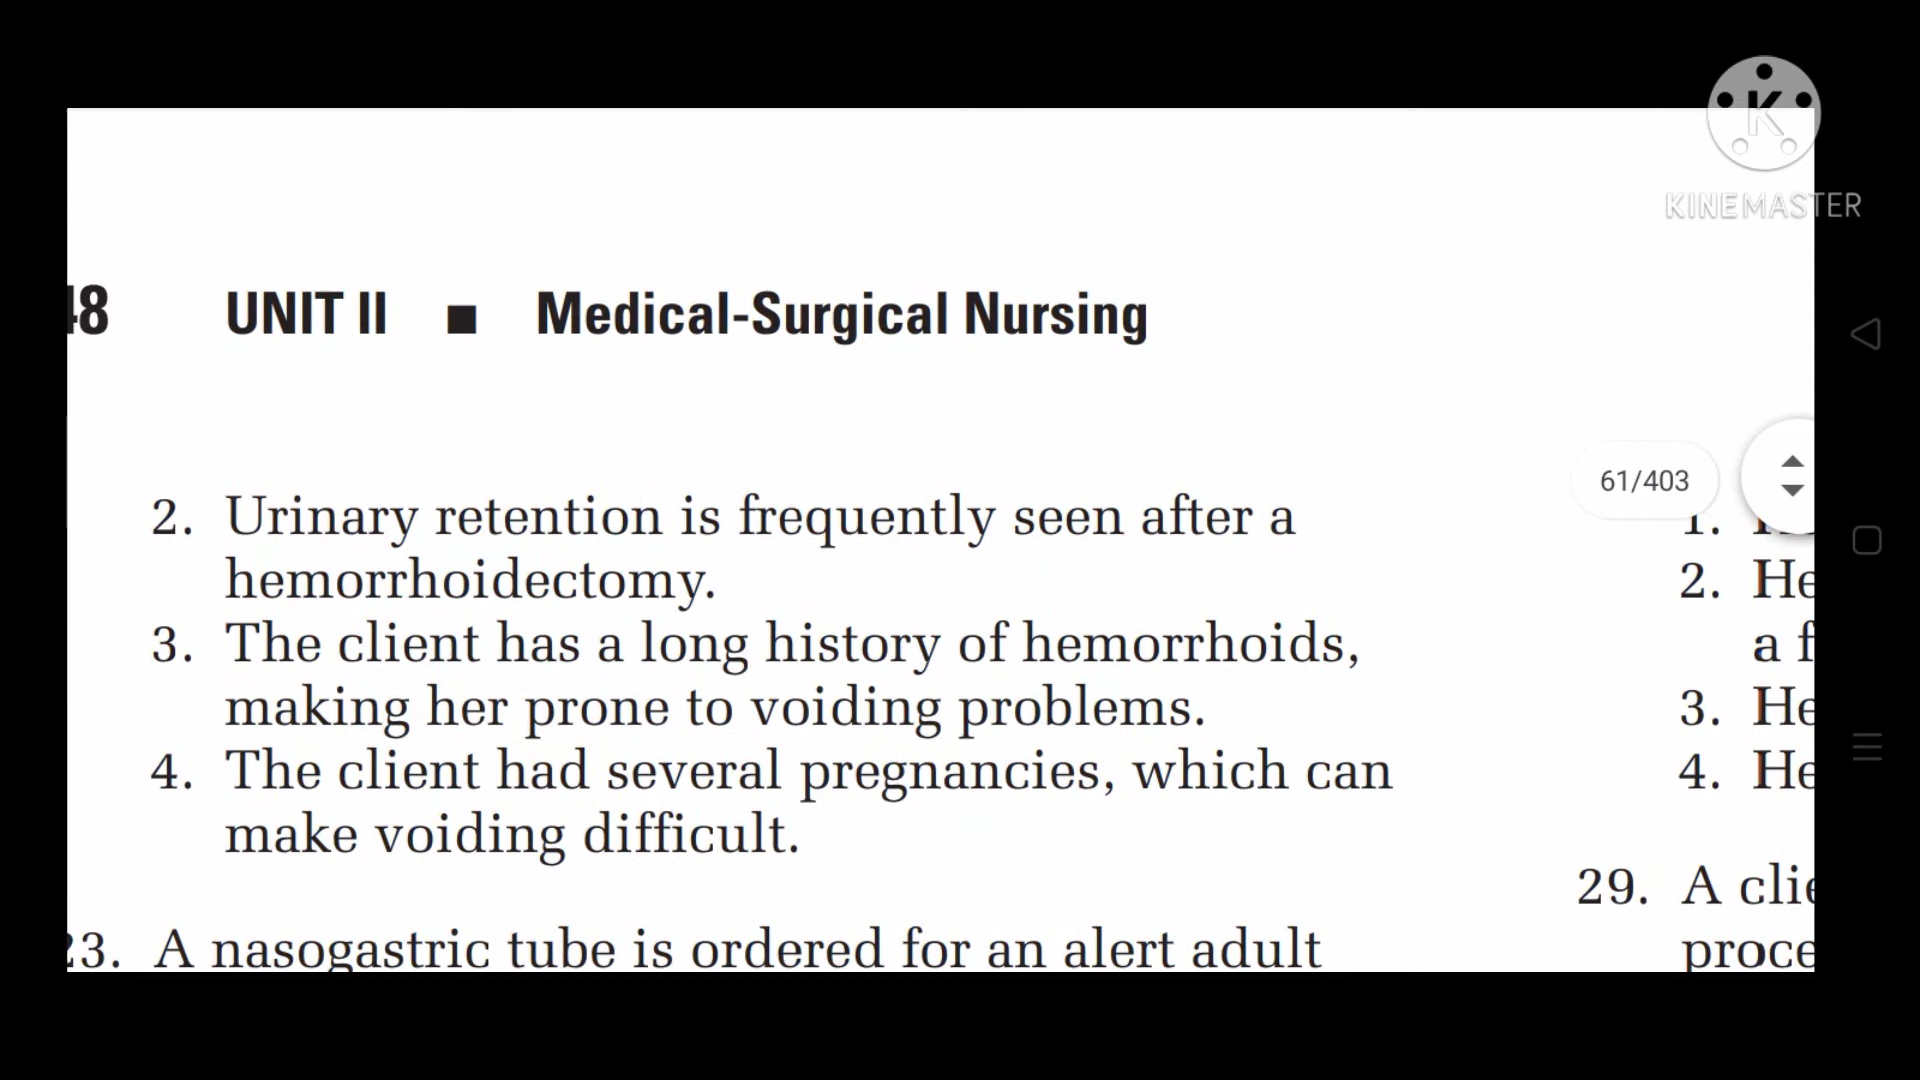 K
KINEMASTER
48 UNIT II ■ Medical-Surgical Nursing
61/403
2. Urinary retention is frequently seen after a
hemorrhoidectomy.
3. The client has a long history of hemorrhoids,
making her prone to voiding problems.
4. The client had several pregnancies, which can
make voiding difficult.
23. A nasogastric tube is ordered for an alert adult
1.
2. He
a f
3. He
4. He
29. A clie
proce